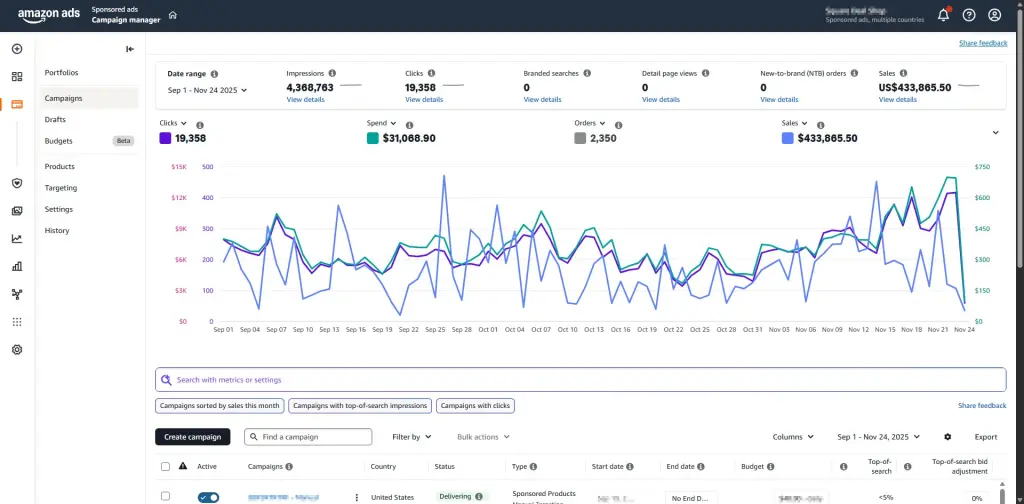 amazon ads
Sponsored ads
Campaign manager
Sponsored ads, multiple countries
Share feedback
Portfolios
Campaigns
Drafts
Budgets Beta
Products
Targeting
Settings
History
Date range
Sep 1 - Nov 24 2025
Impressions
4,368,763
View details
Clicks
19,358
View details
Branded searches
0
View details
Detail page views
0
View details
New-to-brand (NTB) orders
0
View details
Sales
US$433,865.50
View details
Clicks
19,358
Spend
$31,068.90
Orders
2,350
Sales
$433,865.50
$15K 500 $750
$12K 400 $600
$9K 300 $450
$6K 200 $300
$3K 100 $150
$0 0 $0
Sep 01 Sep 04 Sep 07 Sep 10 Sep 13 Sep 16 Sep 19 Sep 22 Sep 25 Sep 28 Oct 01 Oct 04 Oct 07 Oct 10 Oct 13 Oct 16 Oct 19 Oct 22 Oct 25 Oct 28 Oct 31 Nov 03 Nov 06 Nov 09 Nov 12 Nov 15 Nov 18 Nov 21 Nov 24
Search with metrics or settings
Campaigns sorted by sales this month Campaigns with top-of-search impressions Campaigns with clicks Share feedback
Create campaign Find a campaign Filter by Bulk actions Columns Sep 1 - Nov 24, 2025 Export
Active Campaigns Country Status Type Start date End date Budget Top-of-search Top-of-search bid adjustment
United States Delivering Sponsored Products No End D... <5% 0%
Manual Targeting